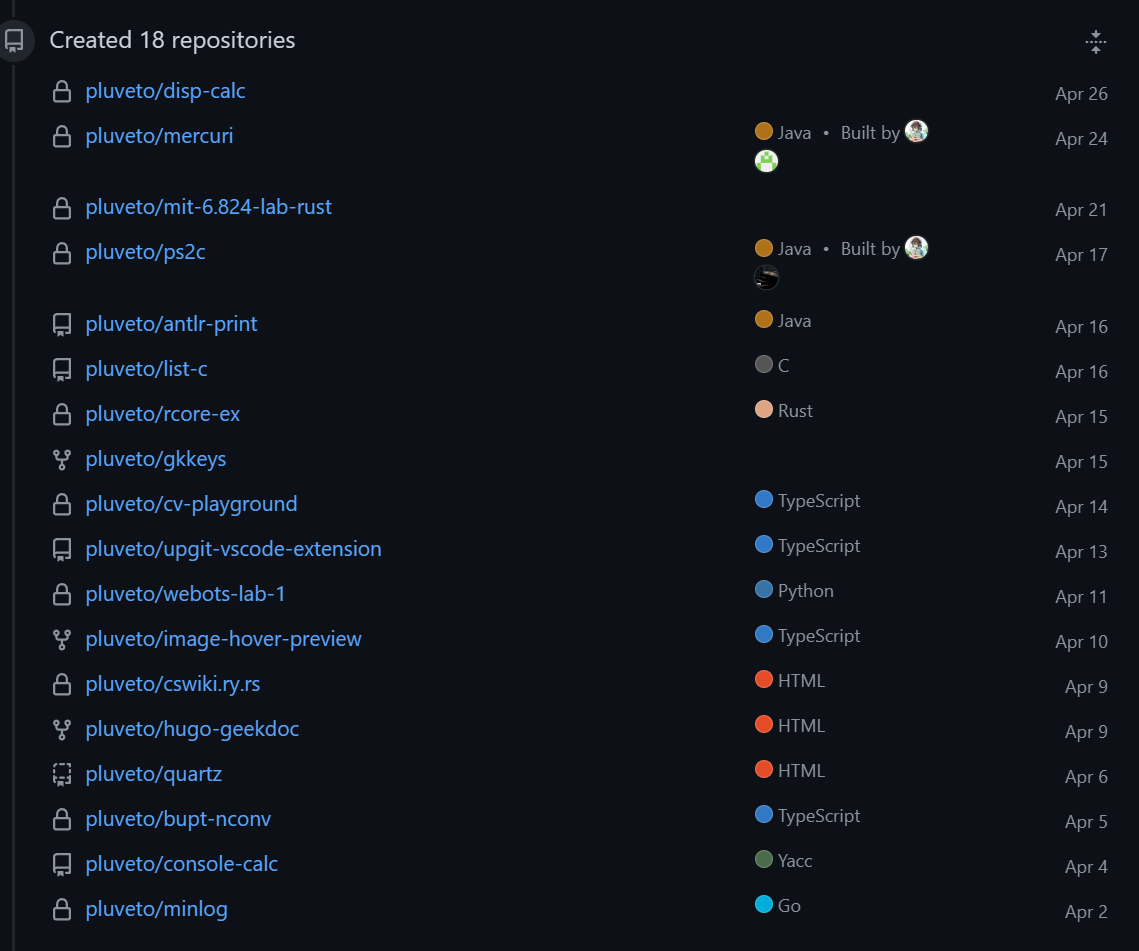 Created 18 repositories
pluveto/disp-calc Apr 26
pluveto/mercuri Java • Built by Apr 24
pluveto/mit-6.824-lab-rust Apr 21
pluveto/ps2c Java • Built by Apr 17
pluveto/antlr-print Java Apr 16
pluveto/list-c C Apr 16
pluveto/rcore-ex Rust Apr 15
pluveto/gkkeys Apr 15
pluveto/cv-playground TypeScript Apr 14
pluveto/upgit-vscode-extension TypeScript Apr 13
pluveto/webots-lab-1 Python Apr 11
pluveto/image-hover-preview TypeScript Apr 10
pluveto/cswiki.ry.rs HTML Apr 9
pluveto/hugo-geekdoc HTML Apr 9
pluveto/quartz HTML Apr 6
pluveto/bupt-nconv TypeScript Apr 5
pluveto/console-calc Yacc Apr 4
pluveto/minlog Go Apr 2